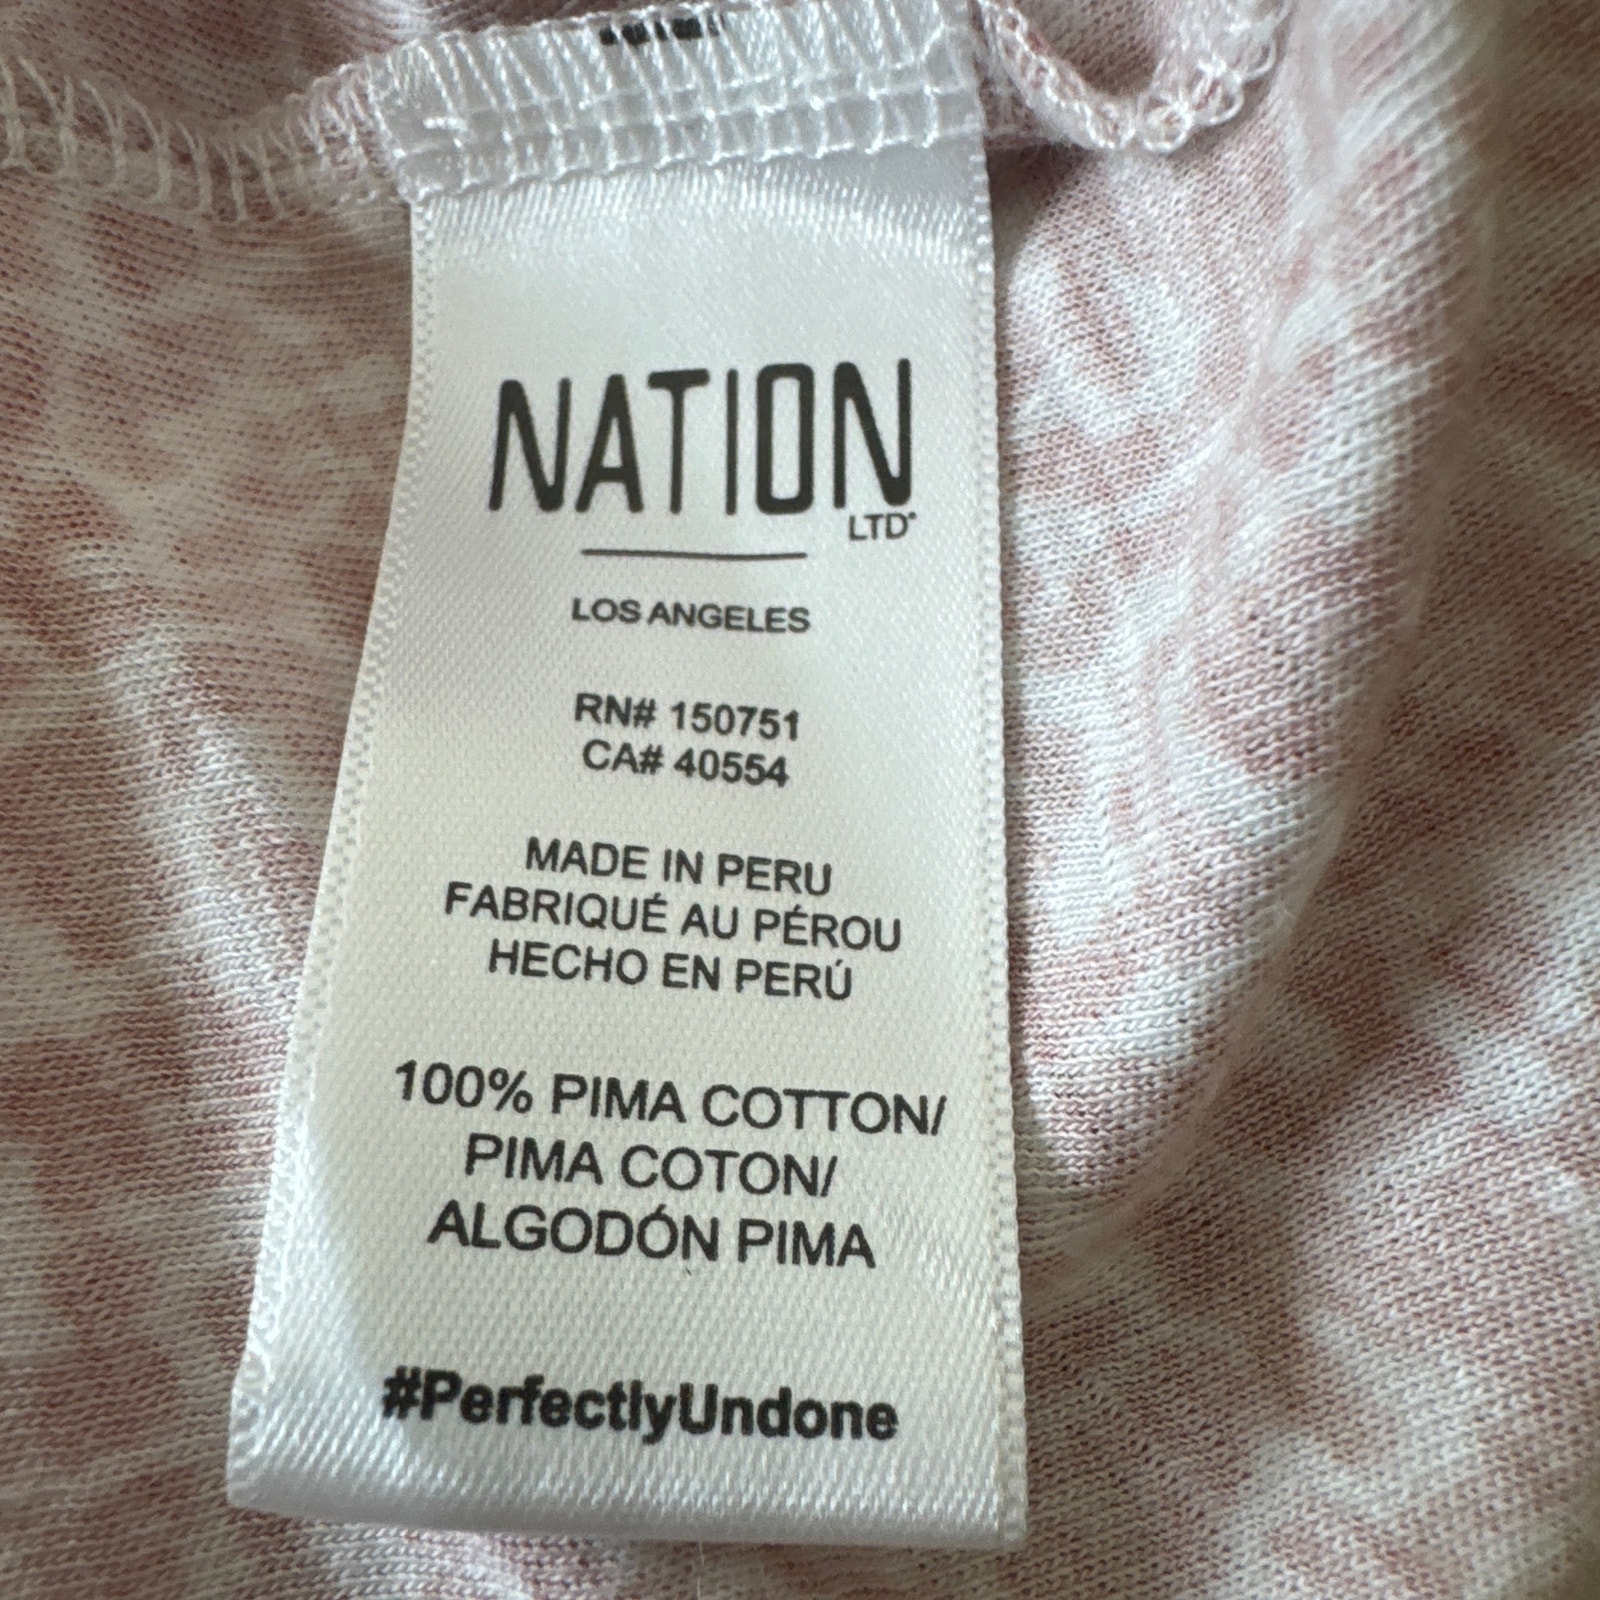 NATION
LTD
LOS ANGELES
RN# 150751
CA# 40554
MADE IN PERU
FABRIQUÉ AU PÉROU
HECHO EN PERÚ
100% PIMA COTTON/
PIMA COTON/
ALGODÓN PIMA
#PerfectlyUndone